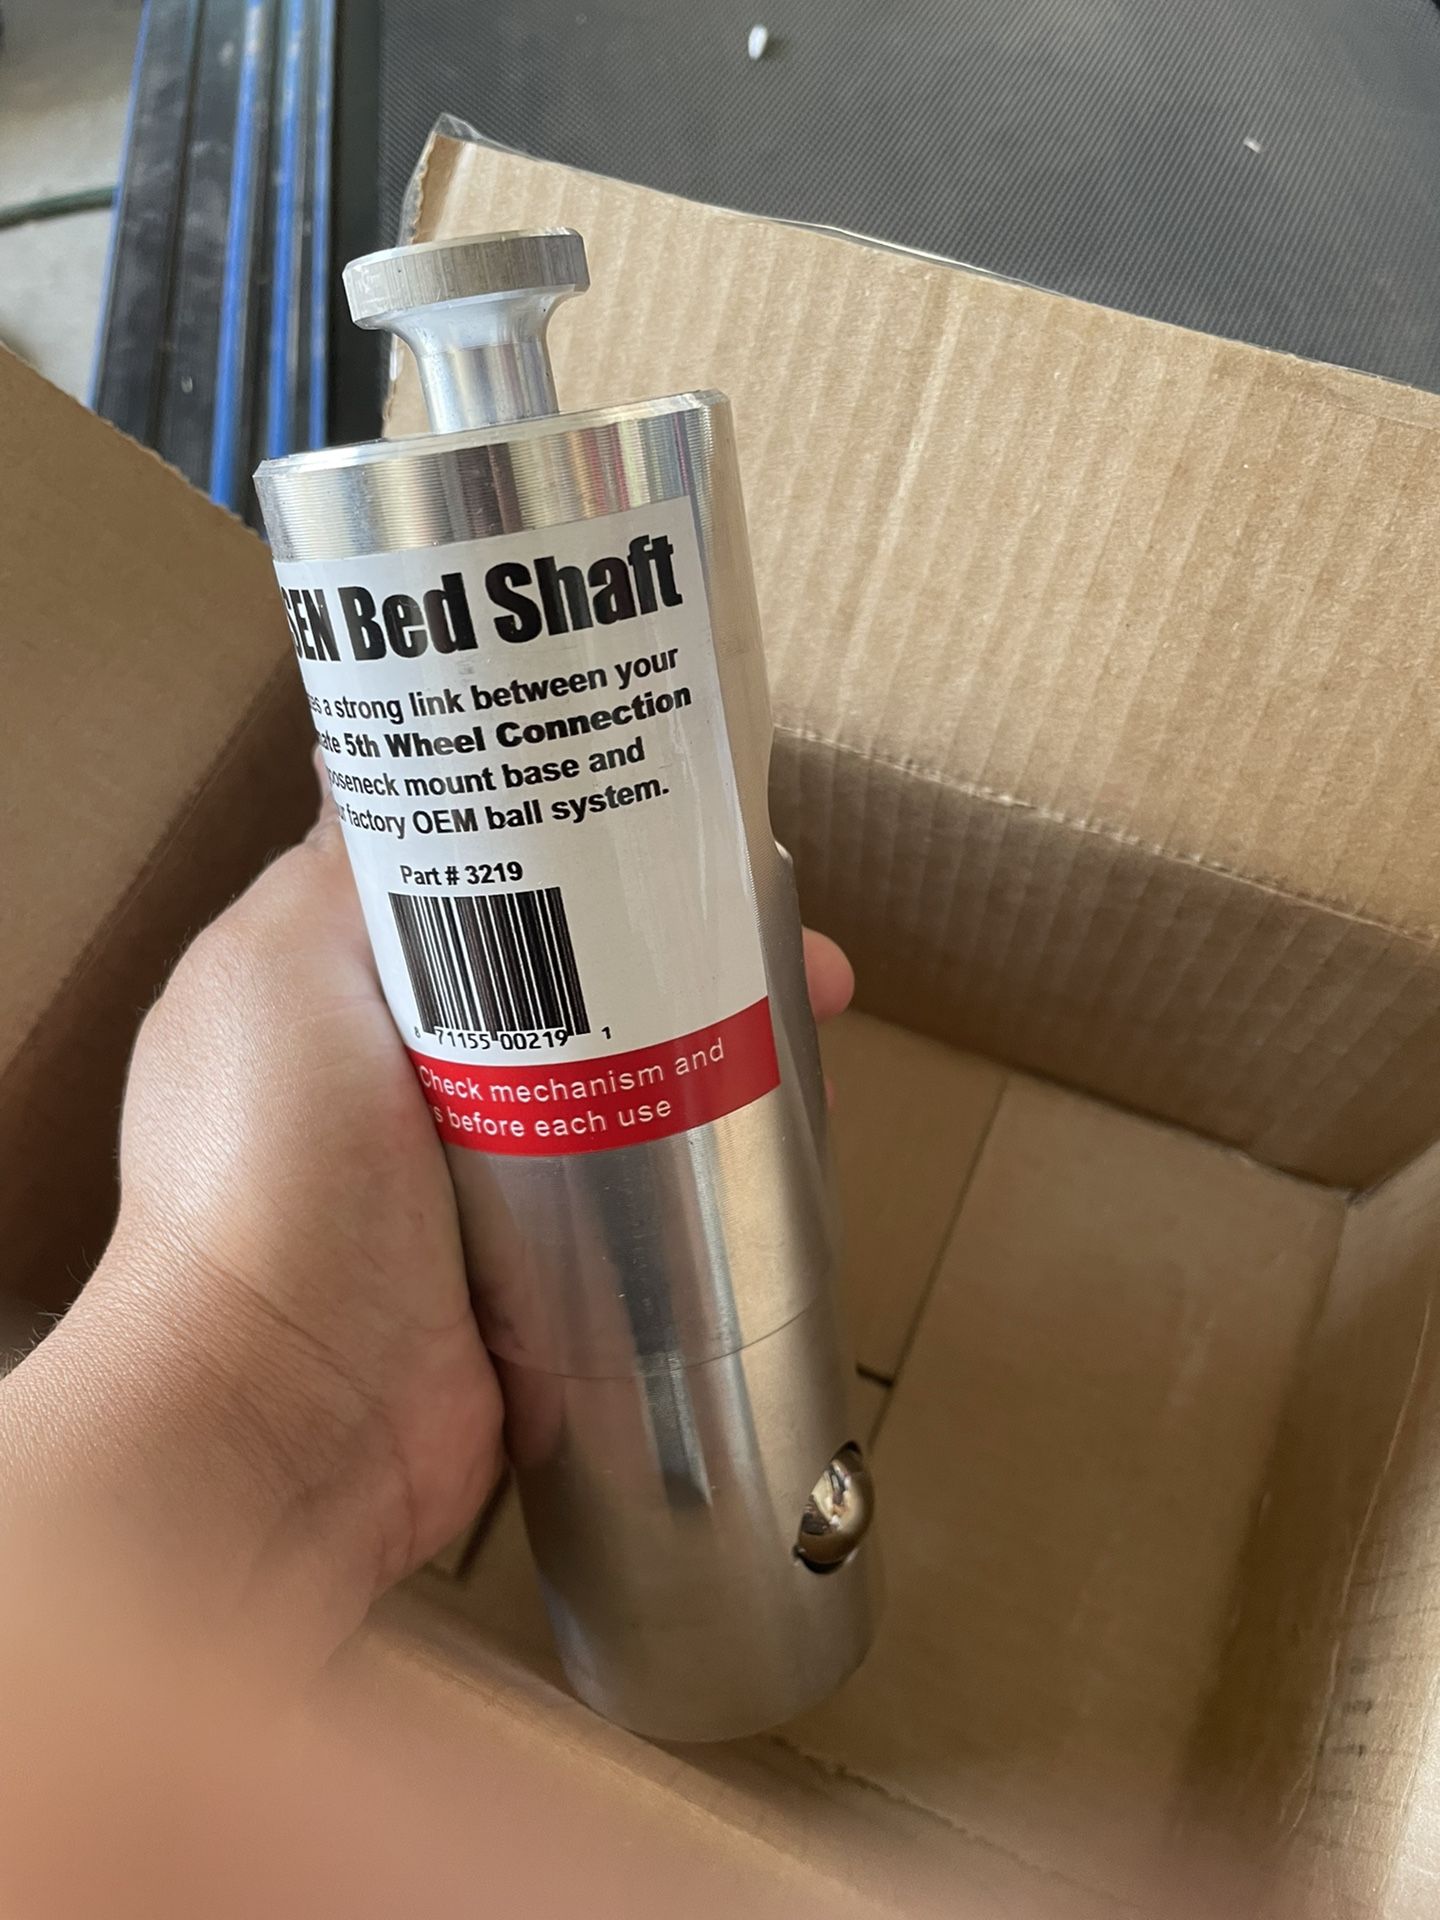 SEN Bed Shaft
a strong link between your
5th Wheel Connection
gooseneck mount base and
factory OEM ball system.
Part # 3219
8 71155 00219 1
Check mechanism and
before each use